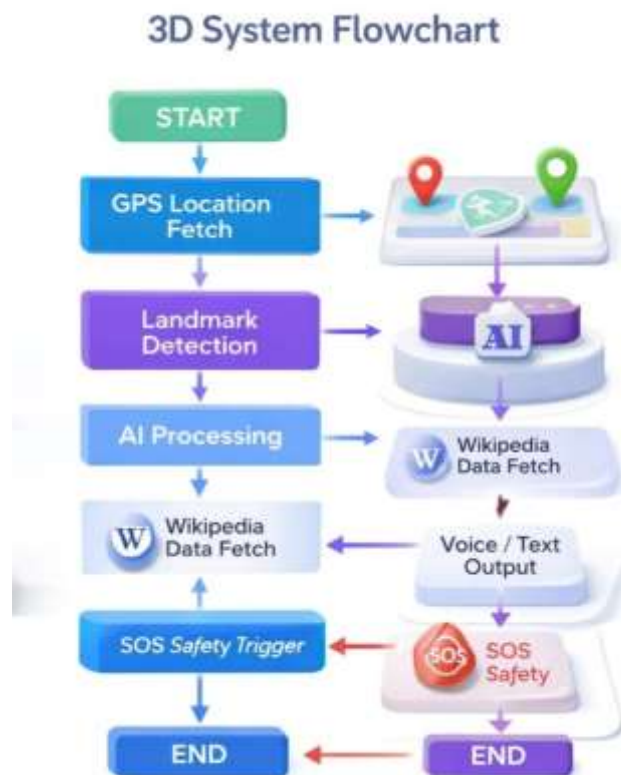 3D System Flowchart
START
GPS Location
Fetch
Landmark
Detection
AI
AI Processing
W
Wikipedia
Data Fetch
W
Wikipedia
Data Fetch
Voice / Text
Output
SOS Safety Trigger
SOS
SOS
Safety
END
END